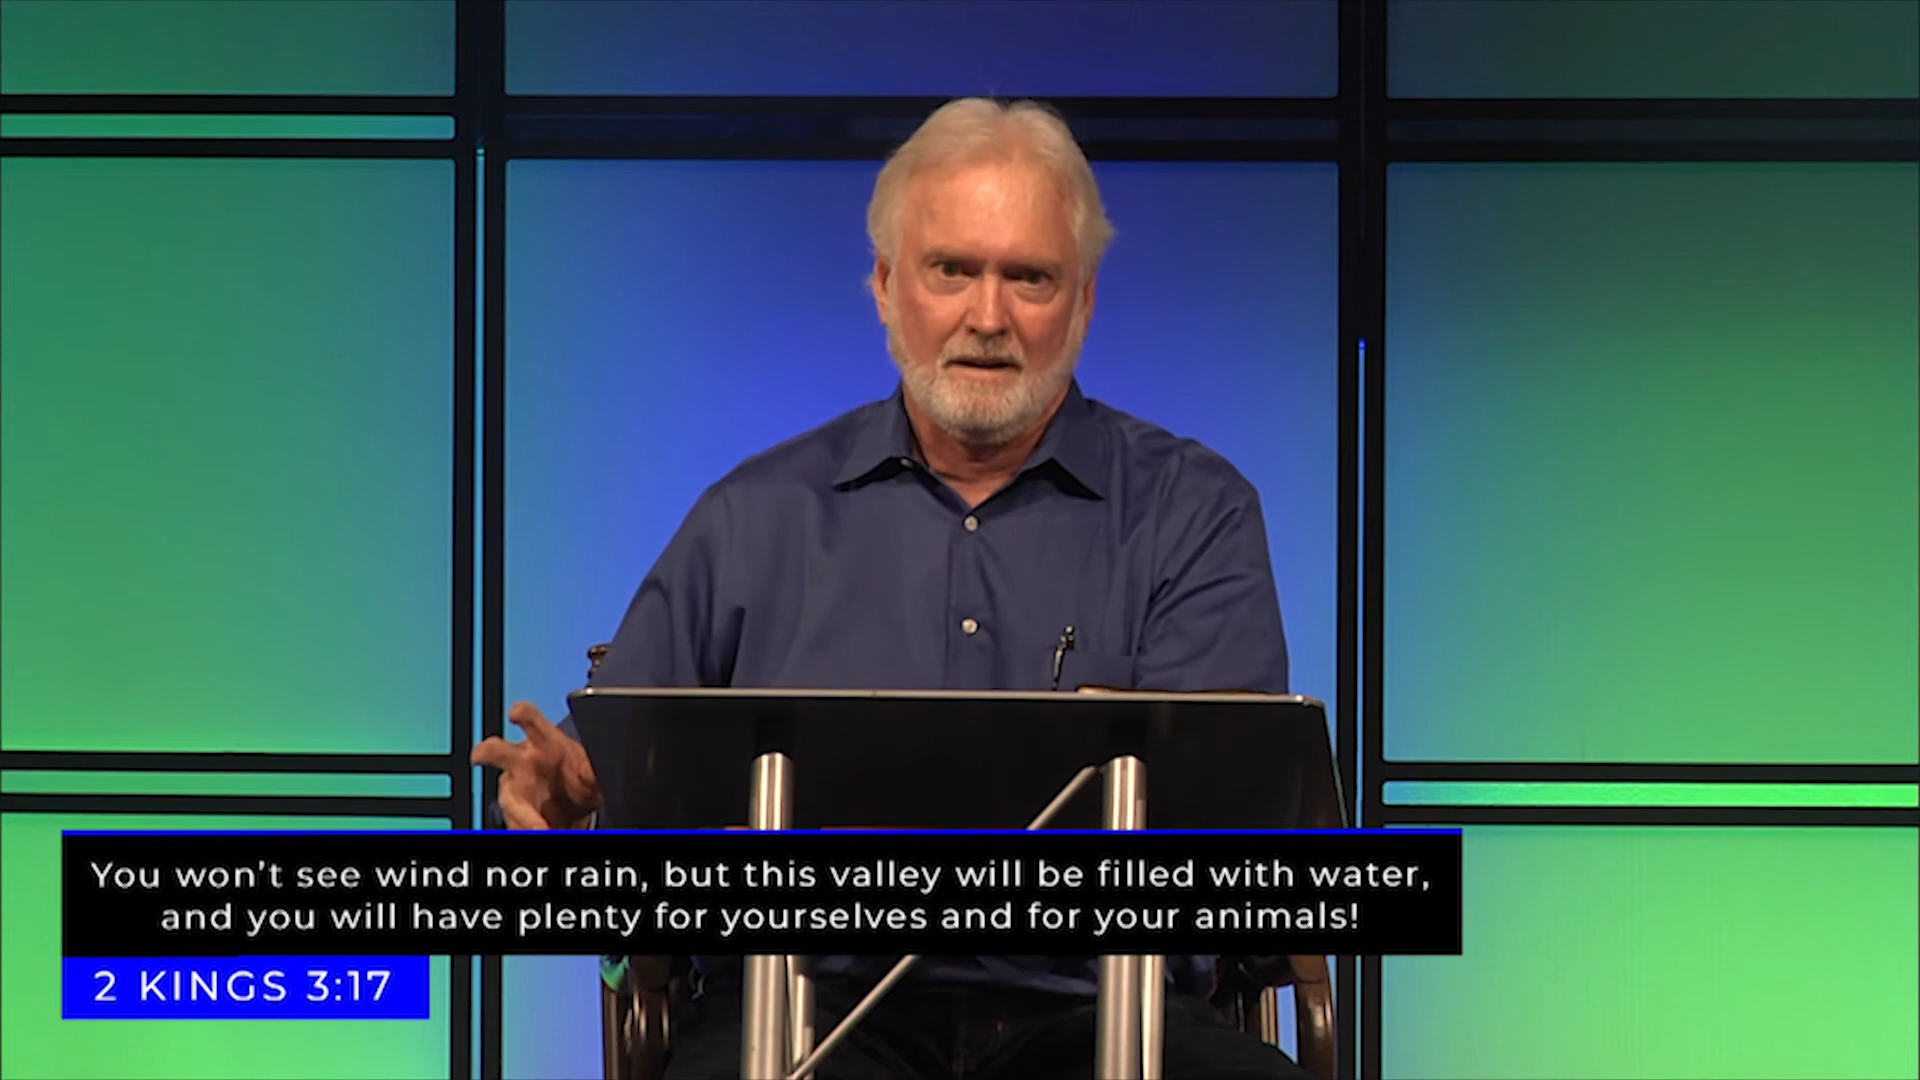 You won't see wind nor rain, but this valley will be filled with water,
and you will have plenty for yourselves and for your animals!
2 KINGS 3:17